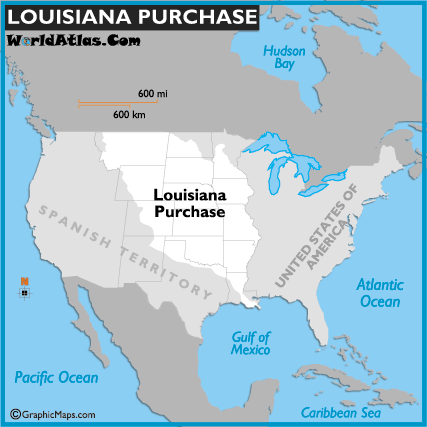 LOUISIANA PURCHASE
WorldAtlas.Com
Hudson
Bay
600 mi
600 km
Louisiana
Purchase
SPANISH TERRITORY
UNITED STATES OF
AMERICA
N
Atlantic
Ocean
Gulf of
Mexico
Pacific Ocean
Caribbean Sea
©GraphicMaps.com